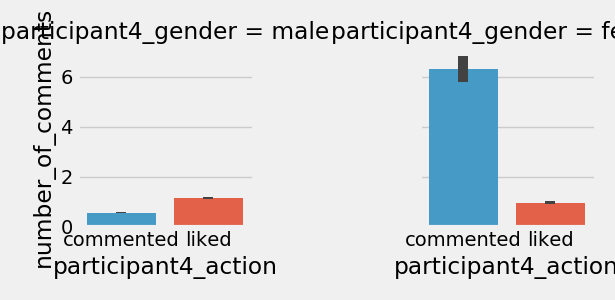 participant4_gender = male
participant4_gender = fe
number_of_comments
6
4
2
0
commented liked
commented liked
participant4_action
participant4_action